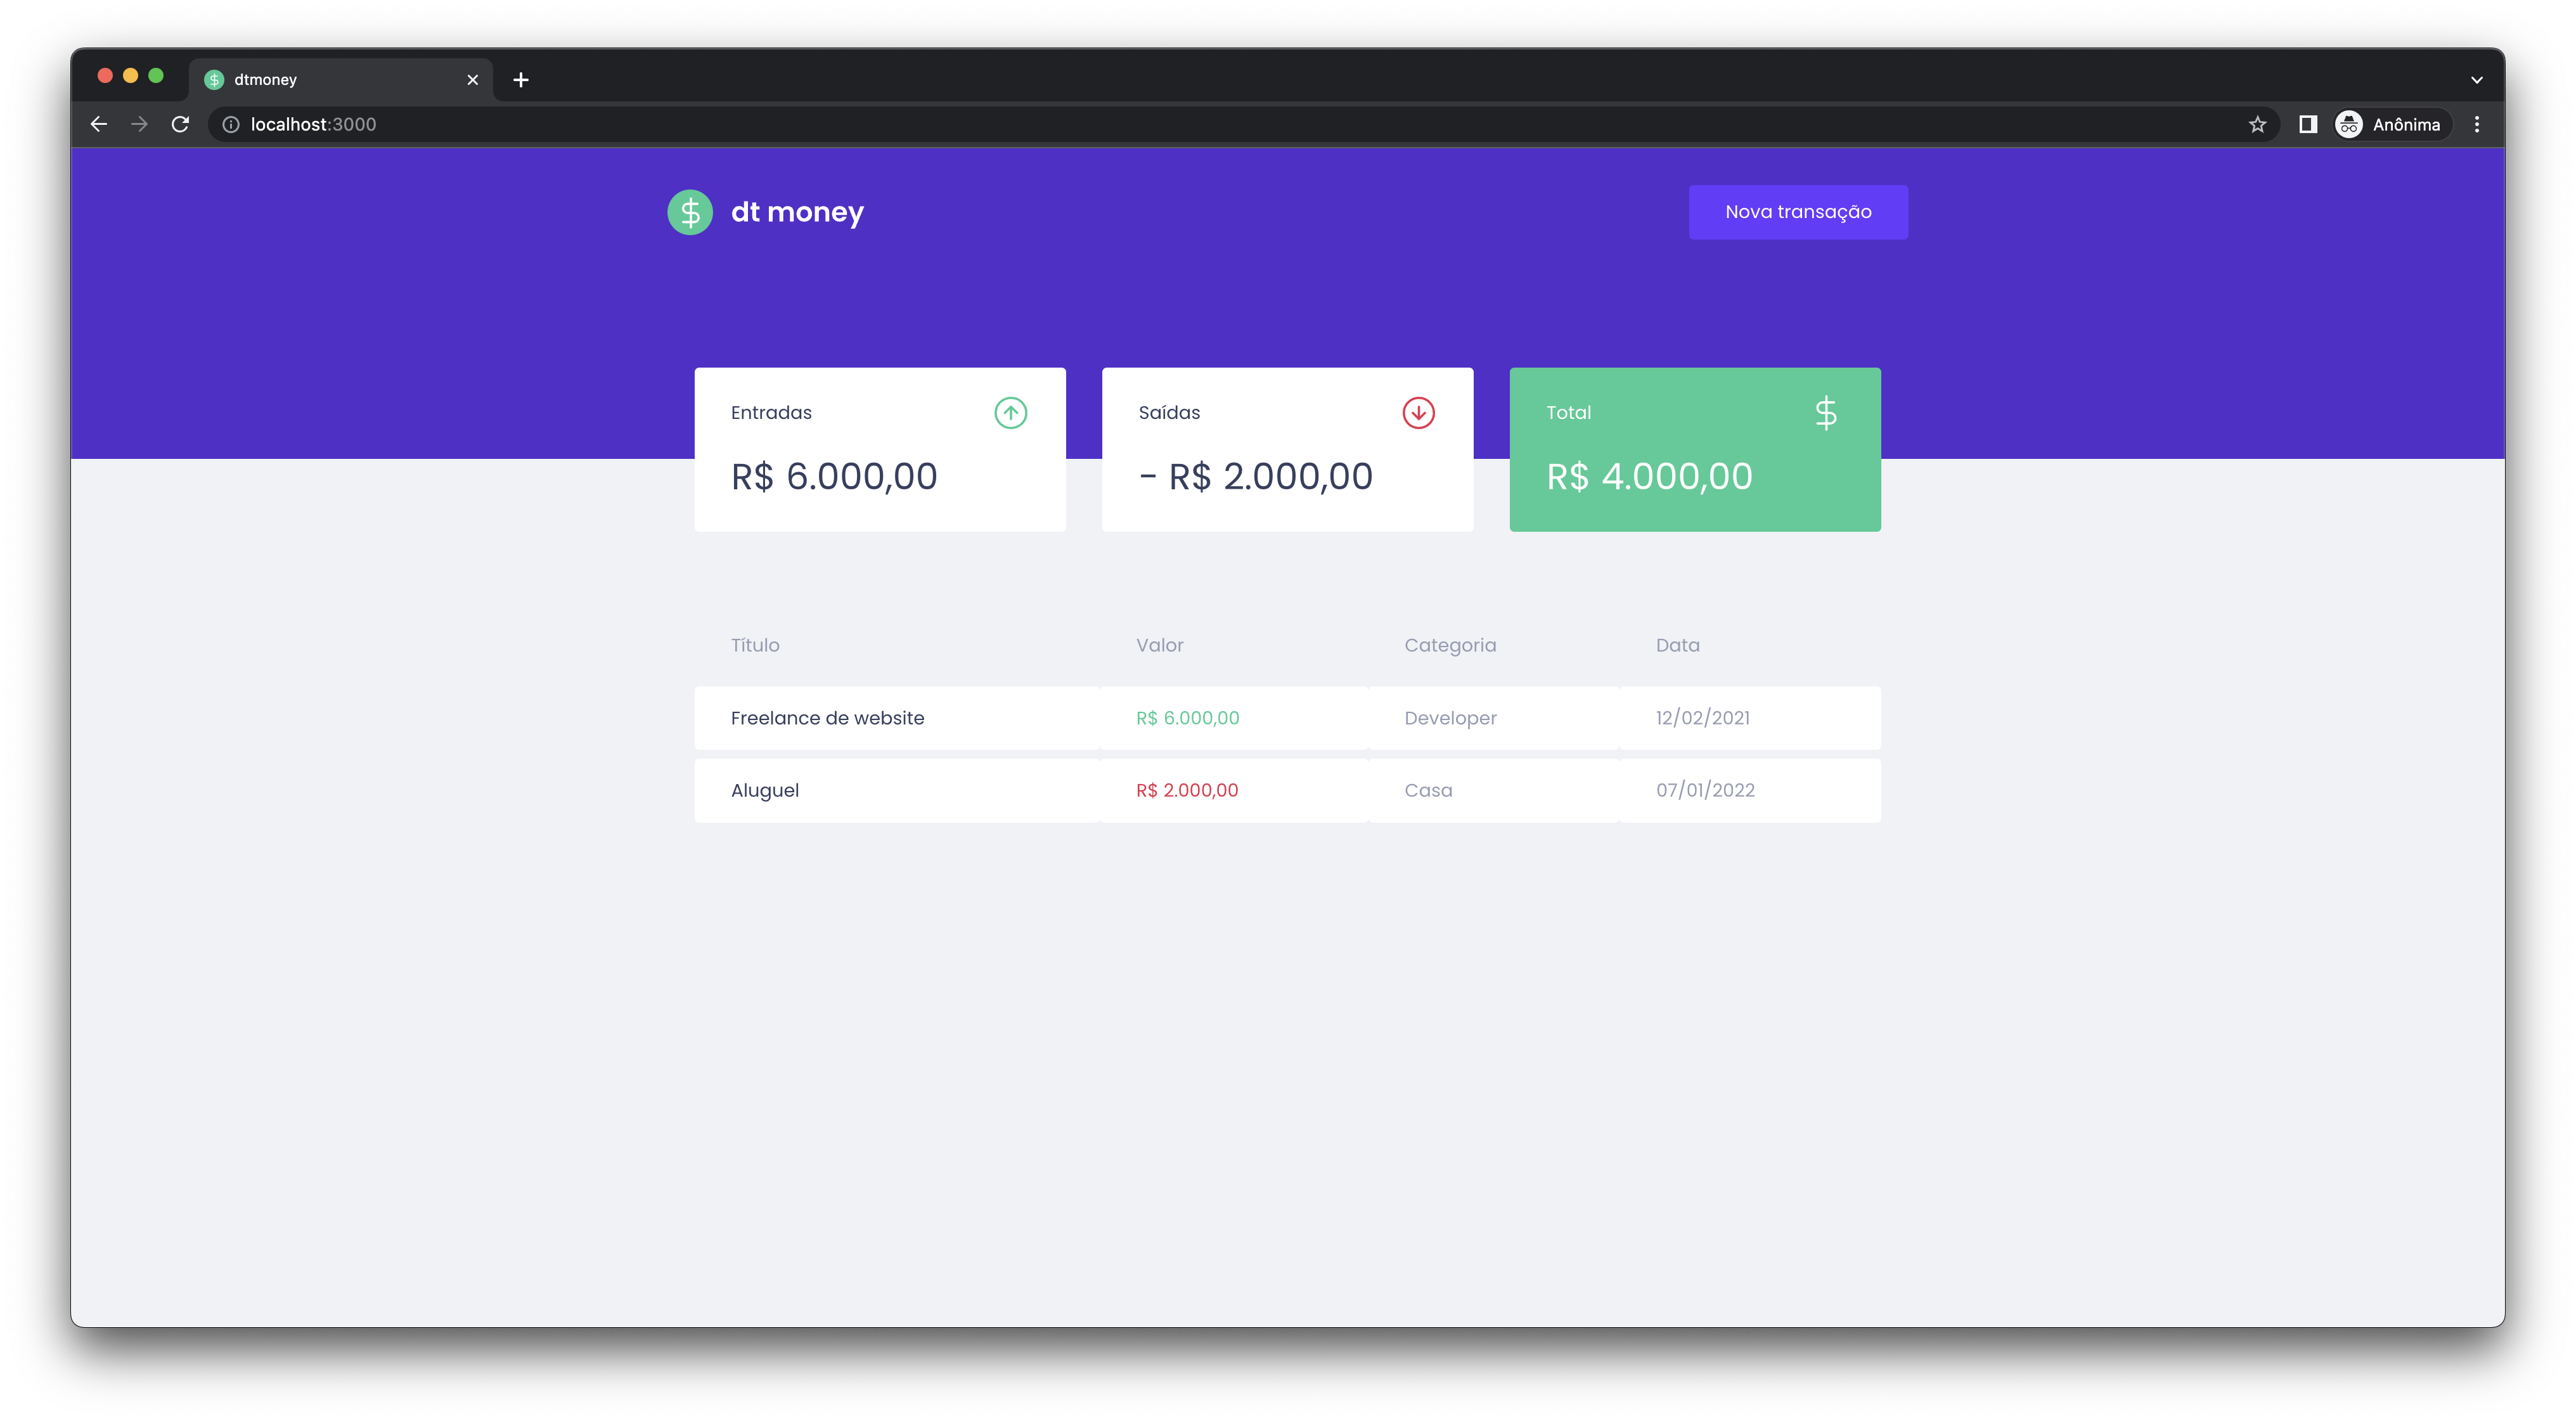 dtmoney
localhost:3000
Anônima
$ dt money
Nova transação
Entradas
Saídas
Total $
R$ 6.000,00
- R$ 2.000,00
R$ 4.000,00
Título Valor Categoria Data
Freelance de website R$ 6.000,00 Developer 12/02/2021
Aluguel R$ 2.000,00 Casa 07/01/2022